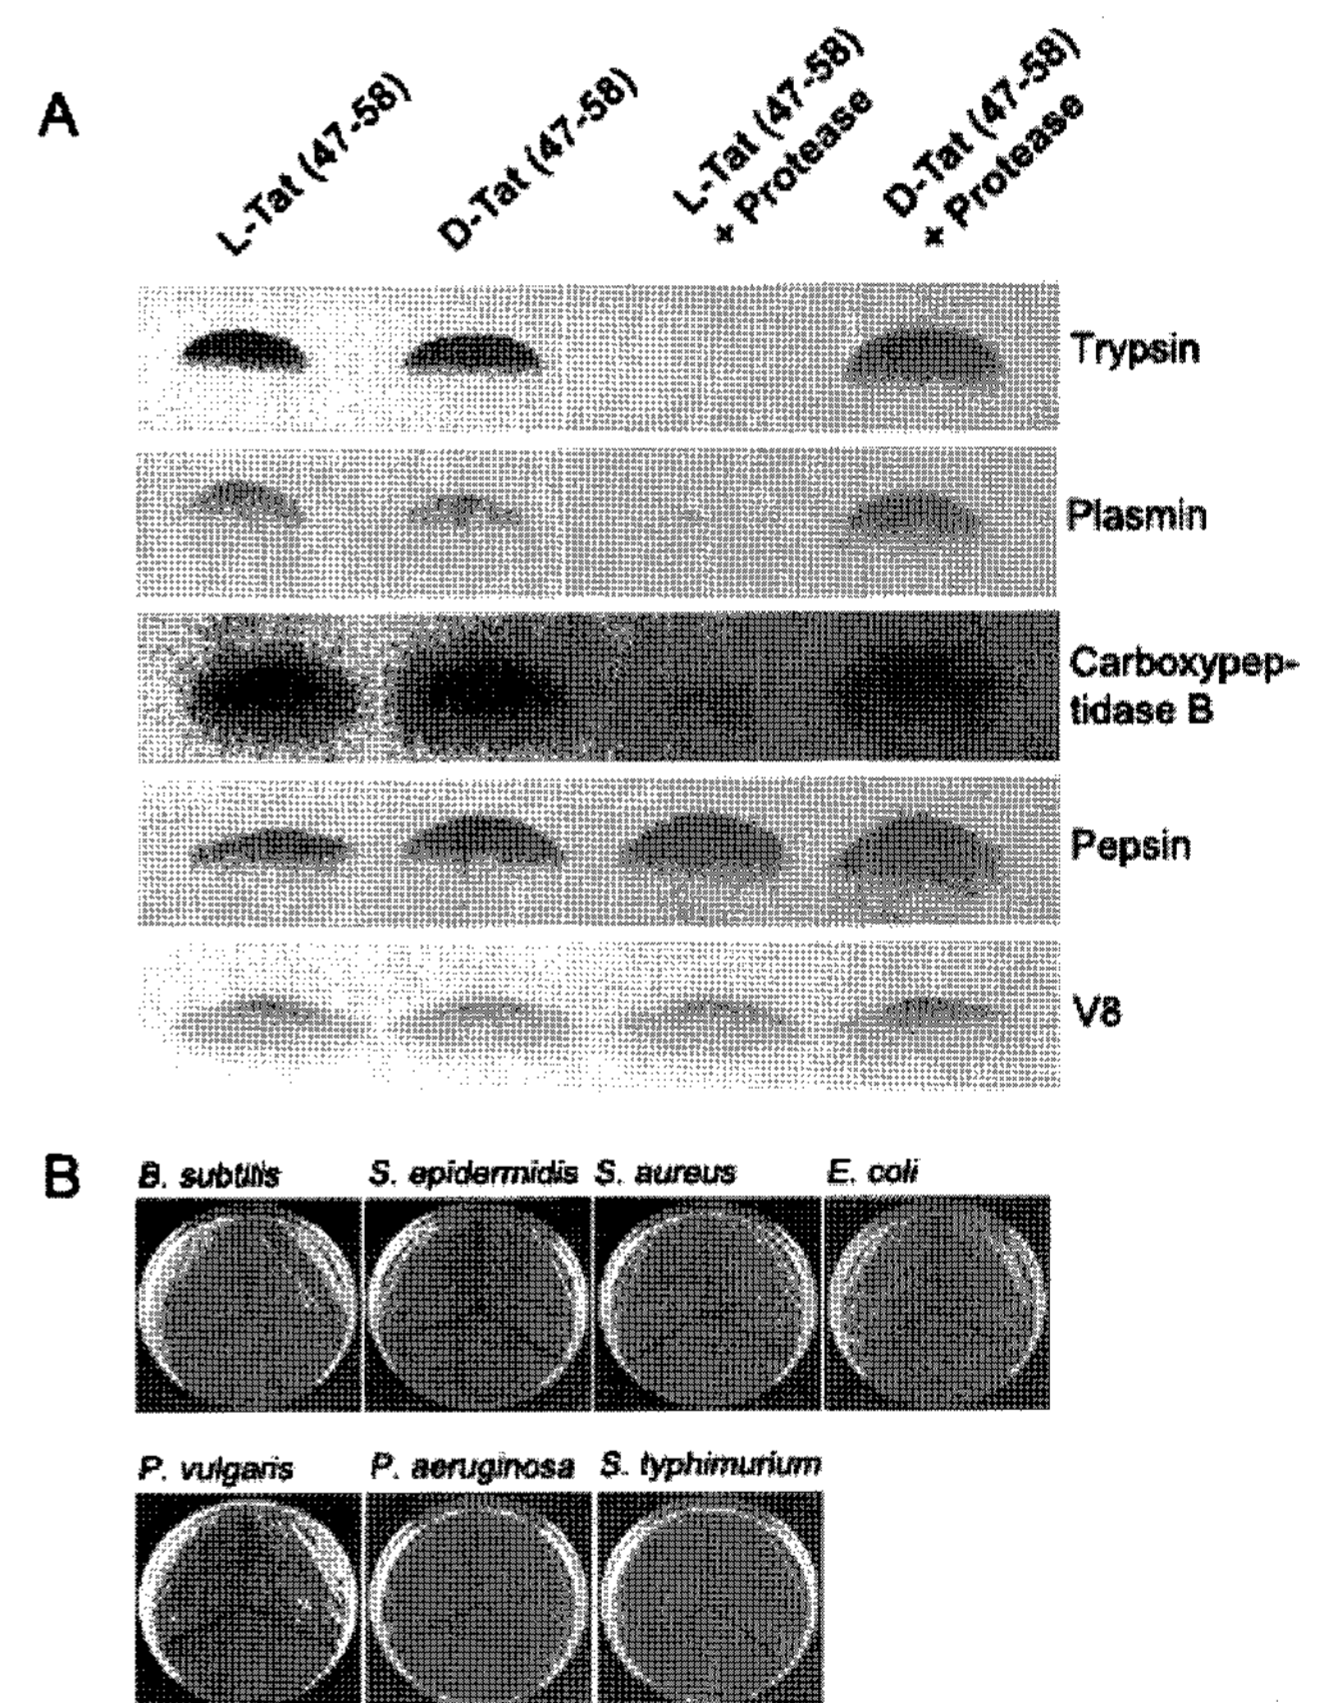 A
L-Tat (47-58)
D-Tat (47-58)
L-Tat (47-58)
+ Protease
D-Tat (47-58)
+ Protease
Trypsin
Plasmin
Carboxypep-
tidase B
Pepsin
V8
B
B. subtilis
S. epidermidis
S. aureus
E. coli
P. vulgaris
P. aeruginosa
S. typhimurium